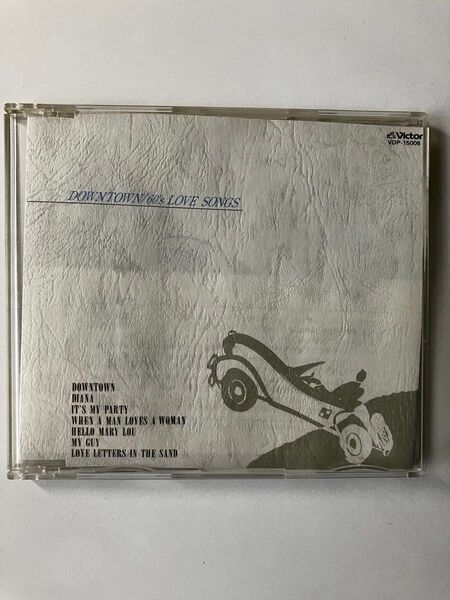 Victor
VDP-15006
DOWNTOWN/60's LOVE SONGS
DOWNTOWN
DIANA
IT'S MY PARTY
WHEN A MAN LOVES A WOMAN
HELLO MARY LOU
MY GUY
LOVE LETTERS IN THE SAND